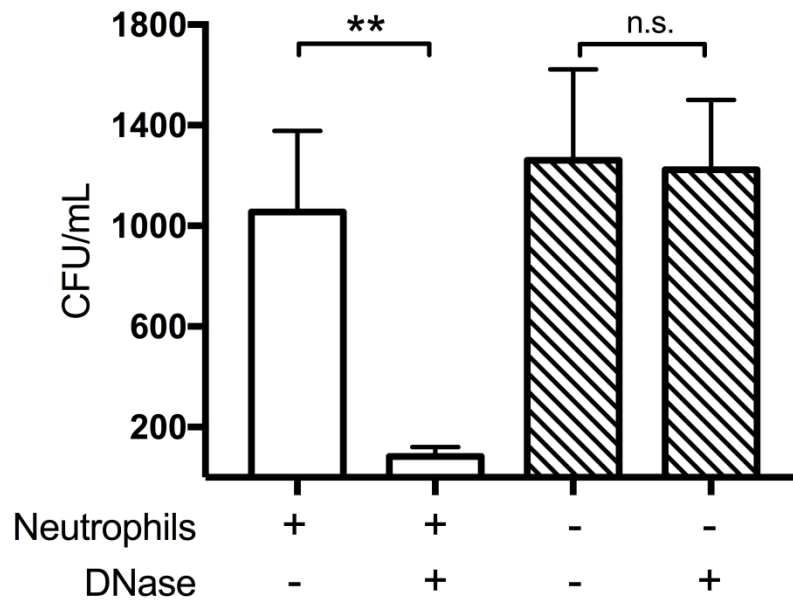 1800
1400
1000
600
200
CFU/mL
**
n.s.
Neutrophils + + - -
DNase - + - +